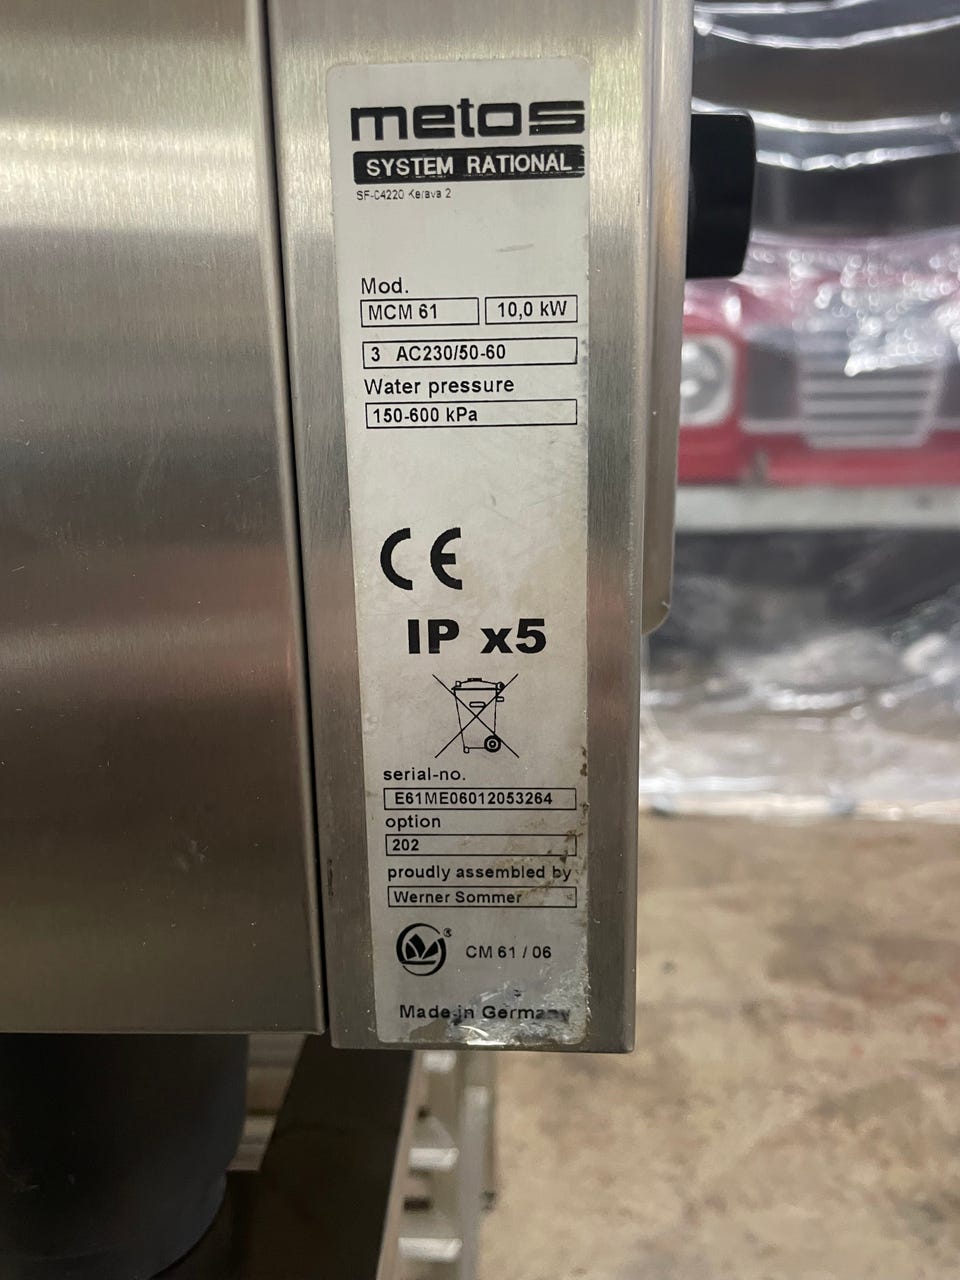 metos
SYSTEM RATIONAL
SF-04220 Kerava 2
Mod.
MCM 61 10,0 kW
3 AC230/50-60
Water pressure
150-600 kPa
CE
IP x5
serial-no.
E61ME06012053264
option
202
proudly assembled by
Werner Sommer
® CM 61 / 06
Made in Germany